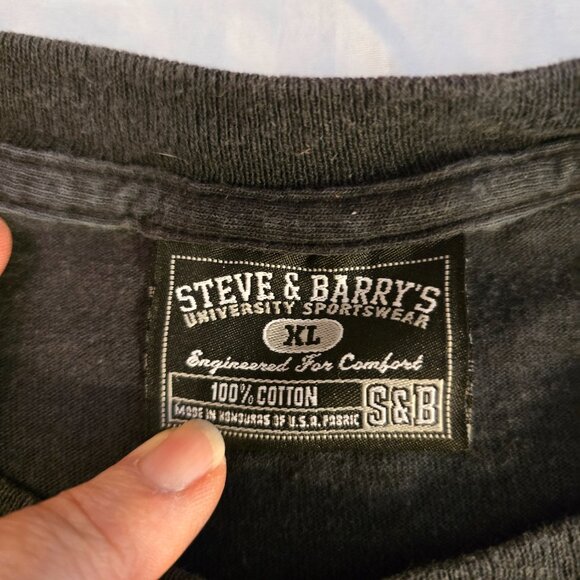 STEVE & BARRY'S
UNIVERSITY SPORTSWEAR
XL
Engineered For Comfort
100% COTTON
MADE IN HONDURAS OF U.S.A. FABRIC
S&B